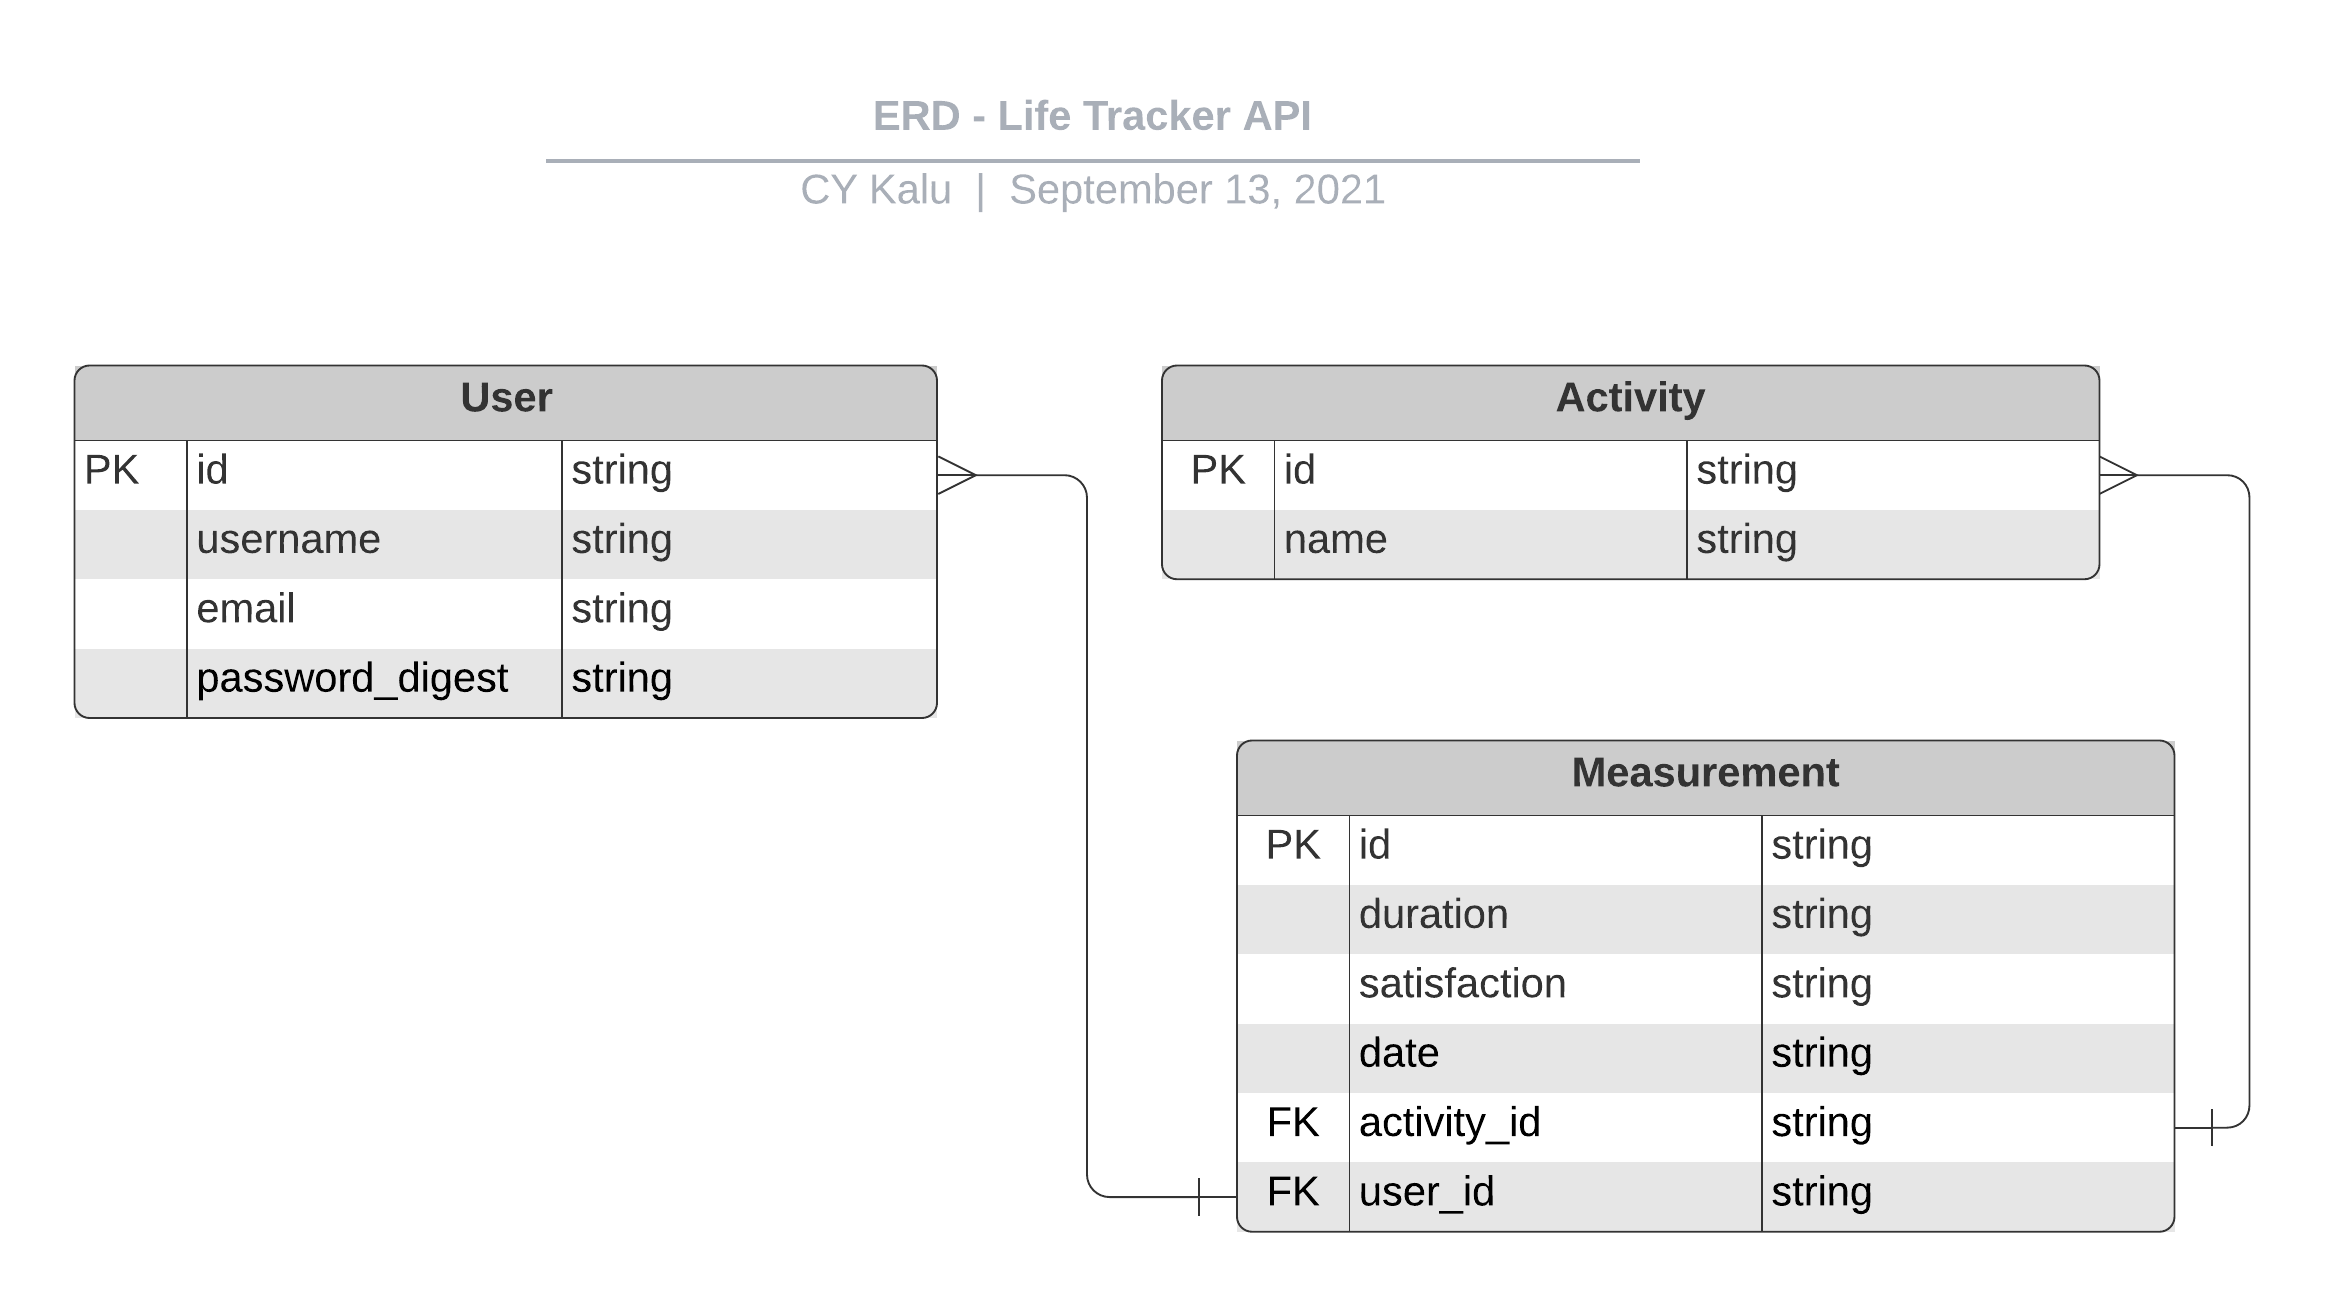 ERD - Life Tracker API
CY Kalu | September 13, 2021
User
PK id string
username string
email string
password_digest string
Activity
PK id string
name string
Measurement
PK id string
duration string
satisfaction string
date string
FK activity_id string
FK user_id string